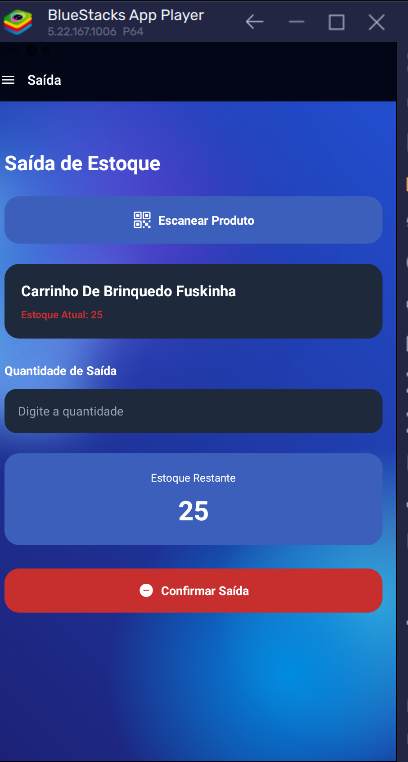 BlueStacks App Player
5.22.167.1006 P64
Saída
Saída de Estoque
Escanear Produto
Carrinho De Brinquedo Fuskinha
Estoque Atual: 25
Quantidade de Saída
Digite a quantidade
Estoque Restante
25
Confirmar Saída